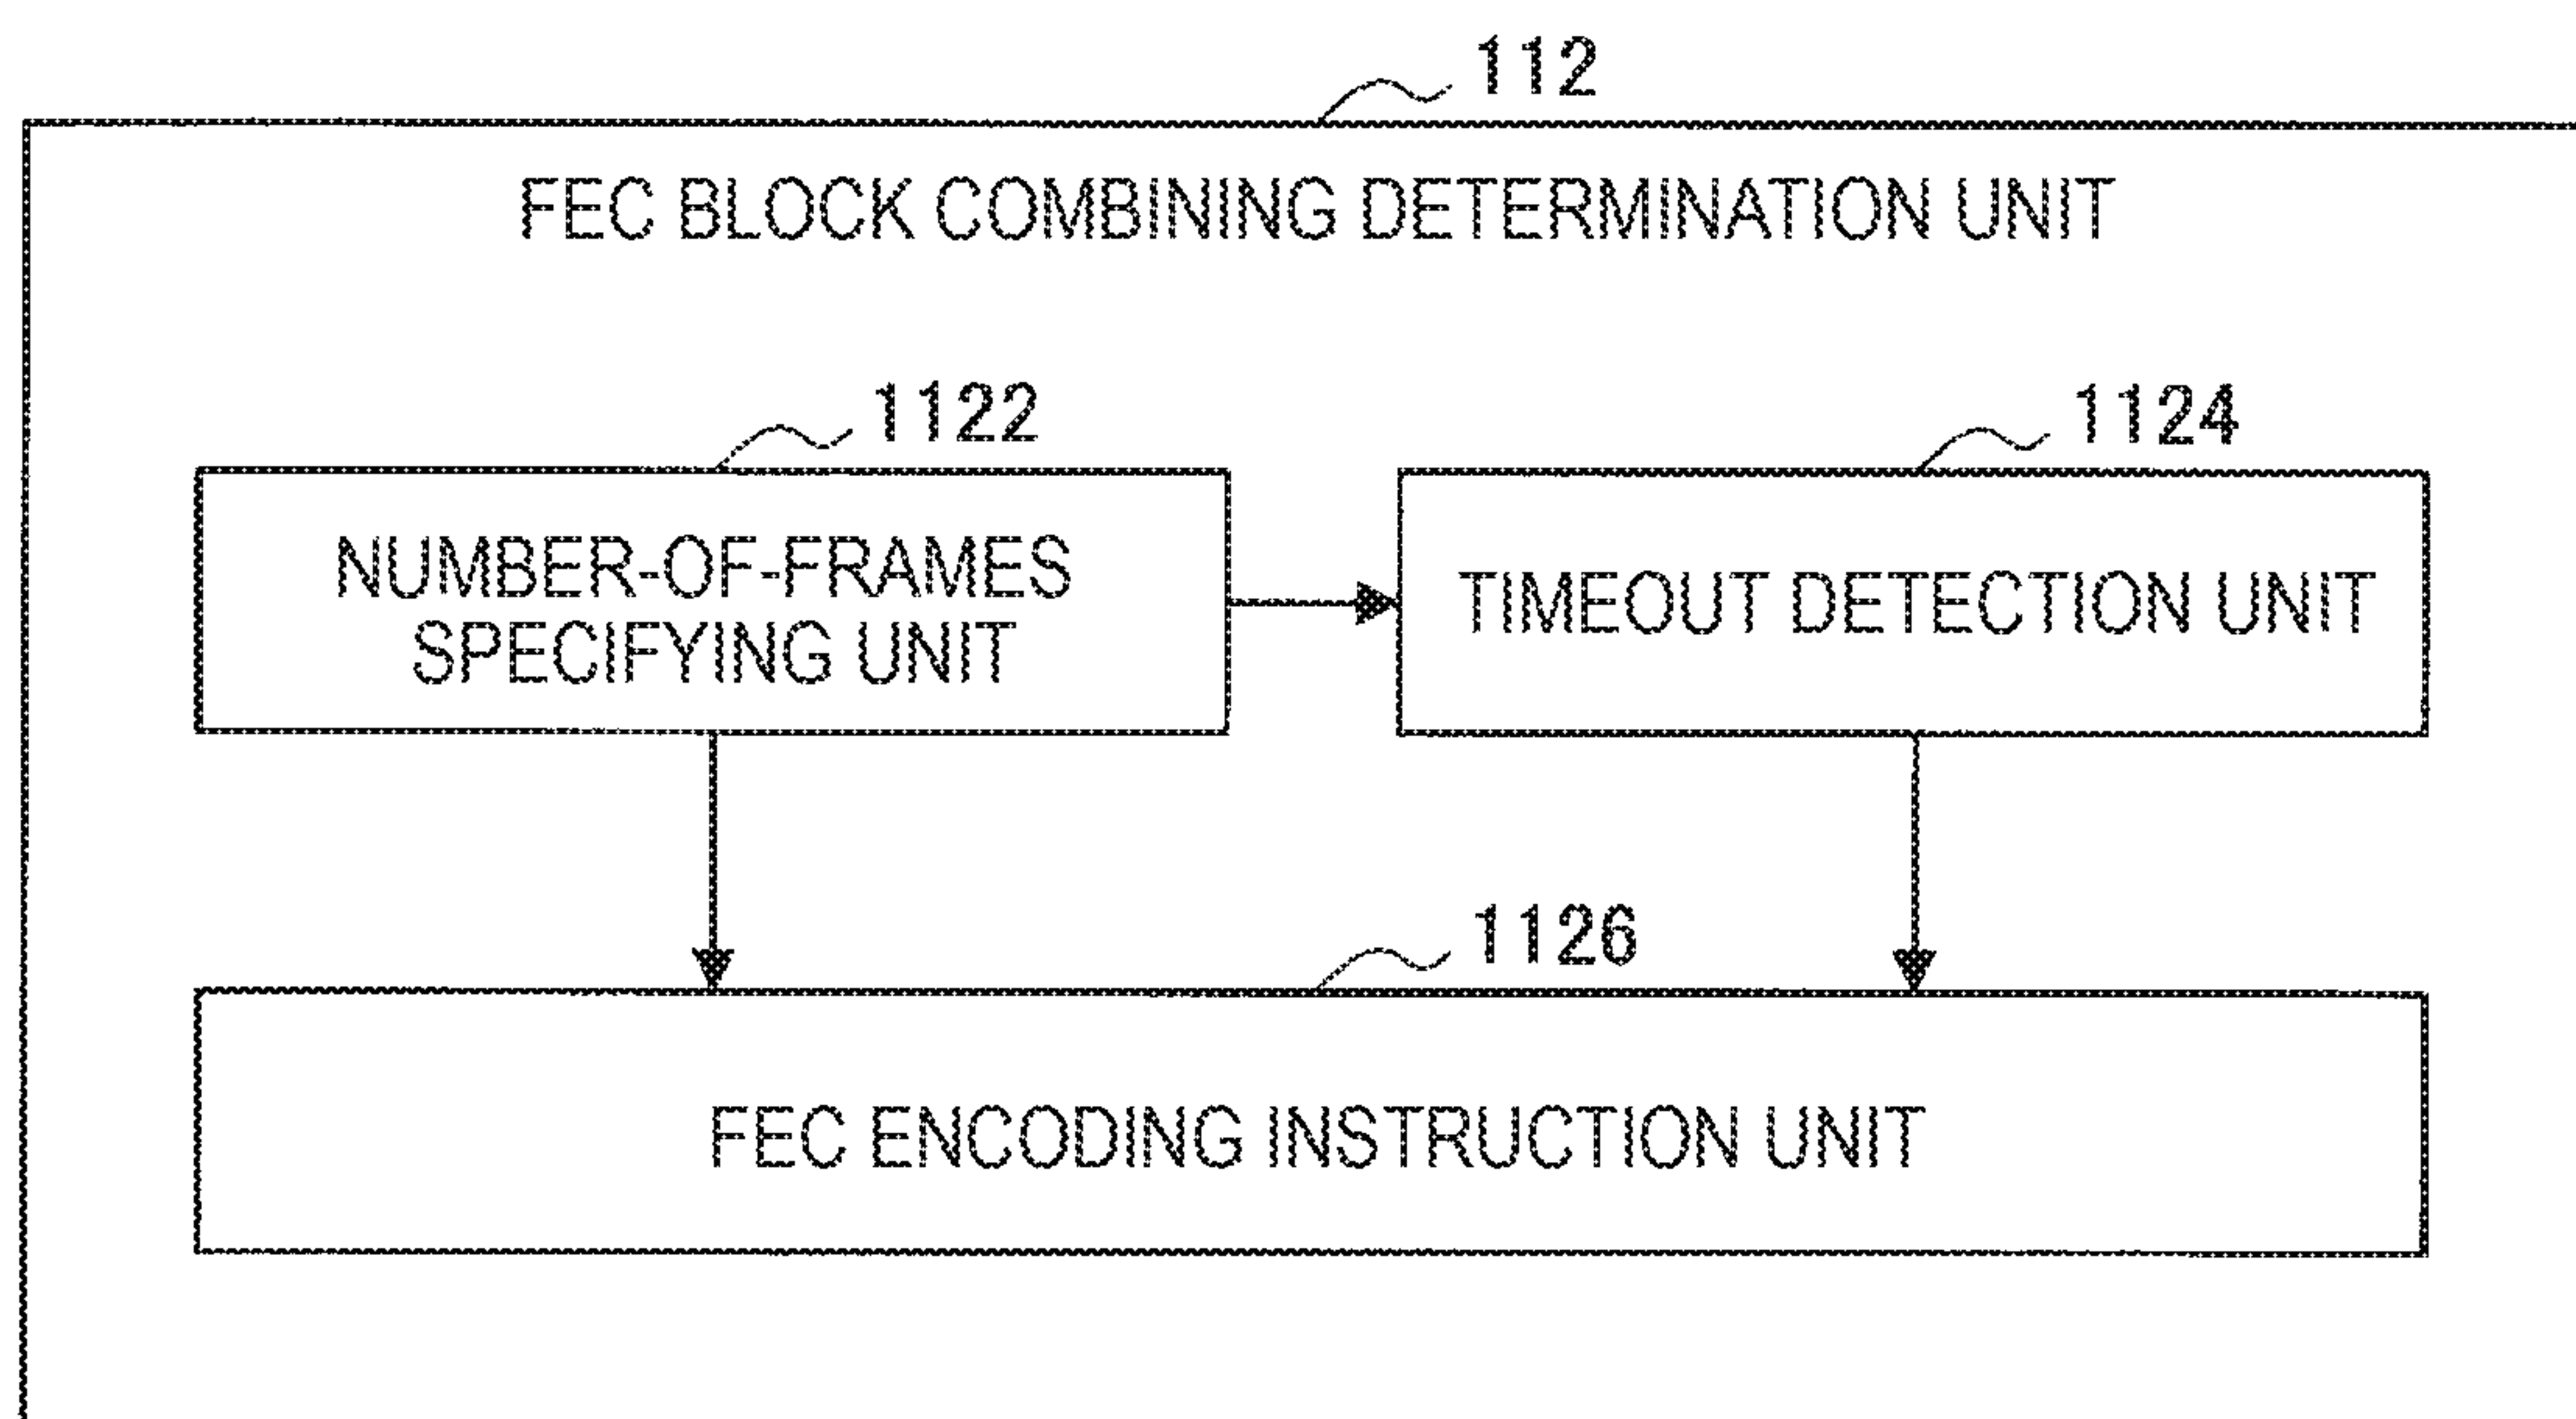 112
FEC BLOCK COMBINING DETERMINATION UNIT
1122
1124
NUMBER-OF-FRAMES
SPECIFYING UNIT
TIMEOUT DETECTION UNIT
1126
FEC ENCODING INSTRUCTION UNIT